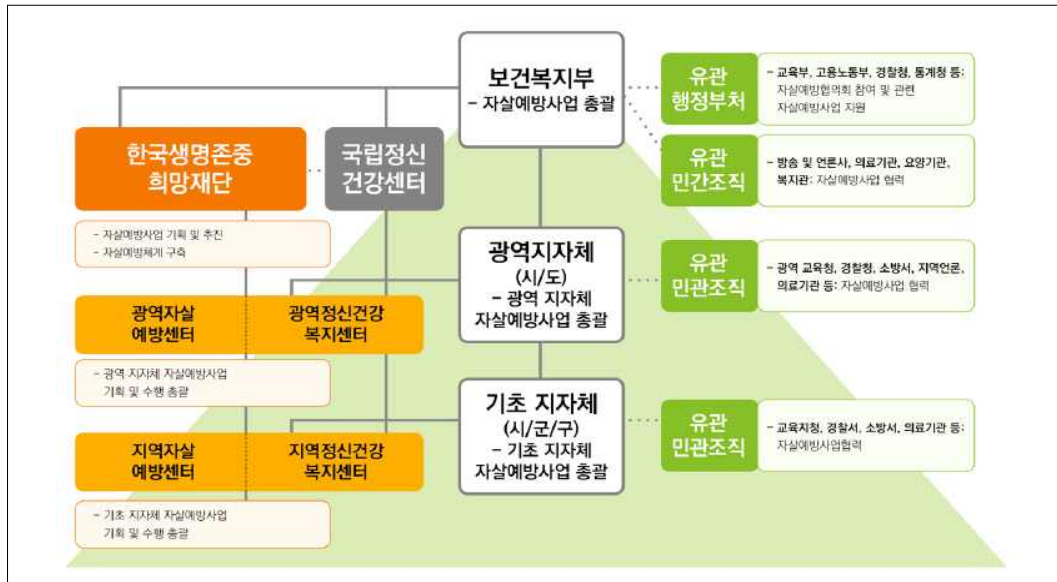 보건복지부
- 자살예방사업 총괄
유관
행정부처
- 교육부, 고용노동부, 경찰청, 통계청 등:
자살예방협의회 참여 및 관련
자살예방사업 지원
한국생명존중
희망재단
국립정신
건강센터
유관
민간조직
- 방송 및 언론사, 의료기관, 요양기관,
복지관: 자살예방사업 협력
- 자살예방사업 기획 및 추진
- 자살예방체계 구축
광역지자체
(시/도)
- 광역 지자체
자살예방사업 총괄
유관
민관조직
- 광역 교육청, 경찰청, 소방서, 지역언론,
의료기관 등: 자살예방사업 협력
광역자살
예방센터
광역정신건강
복지센터
- 광역 지자체 자살예방사업
기획 및 수행 총괄
기초 지자체
(시/군/구)
- 기초 지자체
자살예방사업 총괄
유관
민관조직
- 교육지청, 경찰서, 소방서, 의료기관 등:
자살예방사업협력
지역자살
예방센터
지역정신건강
복지센터
- 기초 지자체 자살예방사업
기획 및 수행 총괄